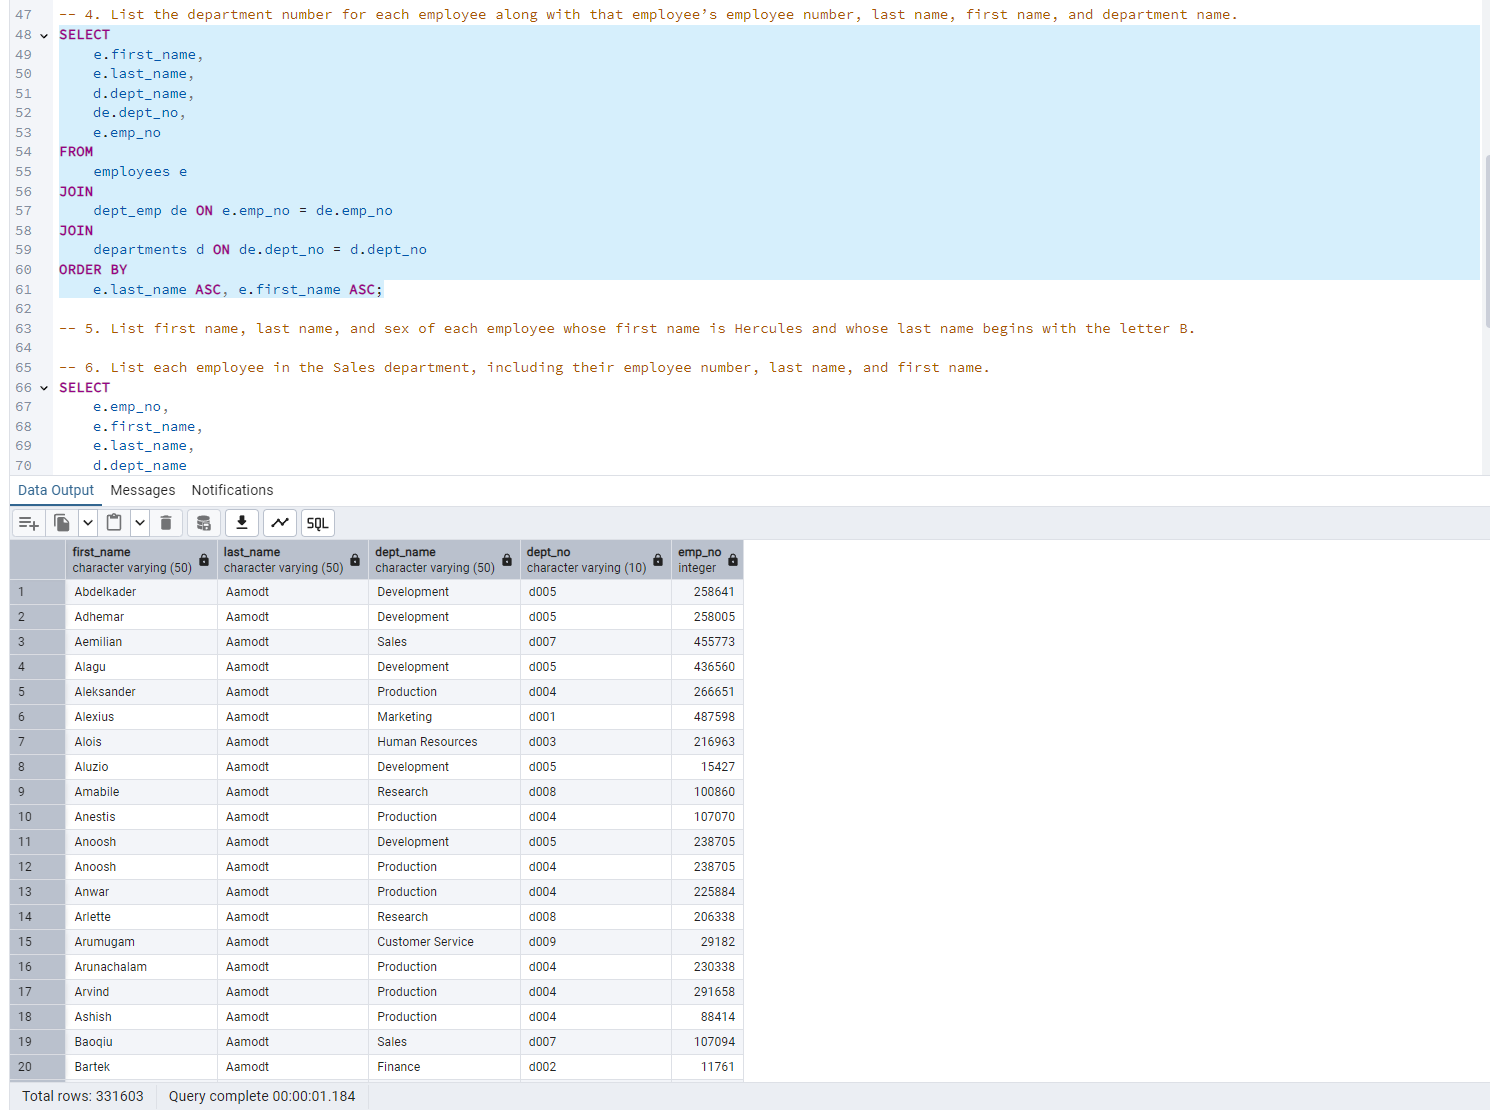 47 -- 4. List the department number for each employee along with that employee’s employee number, last name, first name, and department name.
48 SELECT
49 e.first_name,
50 e.last_name,
51 d.dept_name,
52 de.dept_no,
53 e.emp_no
54 FROM
55 employees e
56 JOIN
57 dept_emp de ON e.emp_no = de.emp_no
58 JOIN
59 departments d ON de.dept_no = d.dept_no
60 ORDER BY
61 e.last_name ASC, e.first_name ASC;
62
63 -- 5. List first name, last name, and sex of each employee whose first name is Hercules and whose last name begins with the letter B.
64
65 -- 6. List each employee in the Sales department, including their employee number, last name, and first name.
66 SELECT
67 e.emp_no,
68 e.first_name,
69 e.last_name,
70 d.dept_name
Data Output Messages Notifications
SQL
first_name last_name dept_name dept_no emp_no
character varying (50) character varying (50) character varying (50) character varying (10) integer
1 Abdelkader Aamodt Development d005 258641
2 Adhemar Aamodt Development d005 258005
3 Aemilian Aamodt Sales d007 455773
4 Alagu Aamodt Development d005 436560
5 Aleksander Aamodt Production d004 266651
6 Alexius Aamodt Marketing d001 487598
7 Alois Aamodt Human Resources d003 216963
8 Aluzio Aamodt Development d005 15427
9 Amabile Aamodt Research d008 100860
10 Anestis Aamodt Production d004 107070
11 Anoosh Aamodt Development d005 238705
12 Anoosh Aamodt Production d004 238705
13 Anwar Aamodt Production d004 225884
14 Arlette Aamodt Research d008 206338
15 Arumugam Aamodt Customer Service d009 29182
16 Arunachalam Aamodt Production d004 230338
17 Arvind Aamodt Production d004 291658
18 Ashish Aamodt Production d004 88414
19 Baoqiu Aamodt Sales d007 107094
20 Bartek Aamodt Finance d002 11761
Total rows: 331603 Query complete 00:00:01.184